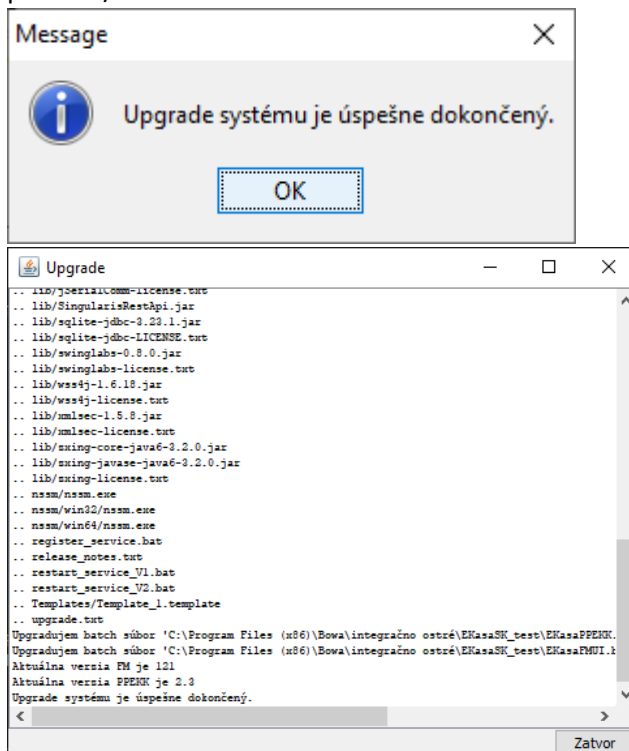 Message
Upgrade systému je úspešne dokončený.
OK
Upgrade
.. lib/jSerialComm-license.txt
.. lib/SingularisRestApi.jar
.. lib/sqlite-jdbc-3.23.1.jar
.. lib/sqlite-jdbc-LICENSE.txt
.. lib/swinglabs-0.8.0.jar
.. lib/swinglabs-license.txt
.. lib/wss4j-1.6.18.jar
.. lib/wss4j-license.txt
.. lib/xmlsec-1.5.8.jar
.. lib/xmlsec-license.txt
.. lib/zxing-core-java6-3.2.0.jar
.. lib/zxing-javase-java6-3.2.0.jar
.. lib/zxing-license.txt
.. nssm/nssm.exe
.. nssm/win32/nssm.exe
.. nssm/win64/nssm.exe
.. register_service.bat
.. release_notes.txt
.. restart_service_V1.bat
.. restart_service_V2.bat
.. Templates/Template_1.template
.. upgrade.txt
Upgradujem batch súbor 'C:\Program Files (x86)\Bowa\integračno ostré\EKasaSK_test\EKasaPPEKK.
Upgradujem batch súbor 'C:\Program Files (x86)\Bowa\integračno ostré\EKasaSK_test\EKasaFMUI.b
Aktuálna verzia FM je 121
Aktuálna verzia PPEKK je 2.3
Upgrade systému je úspešne dokončený.
Zatvor